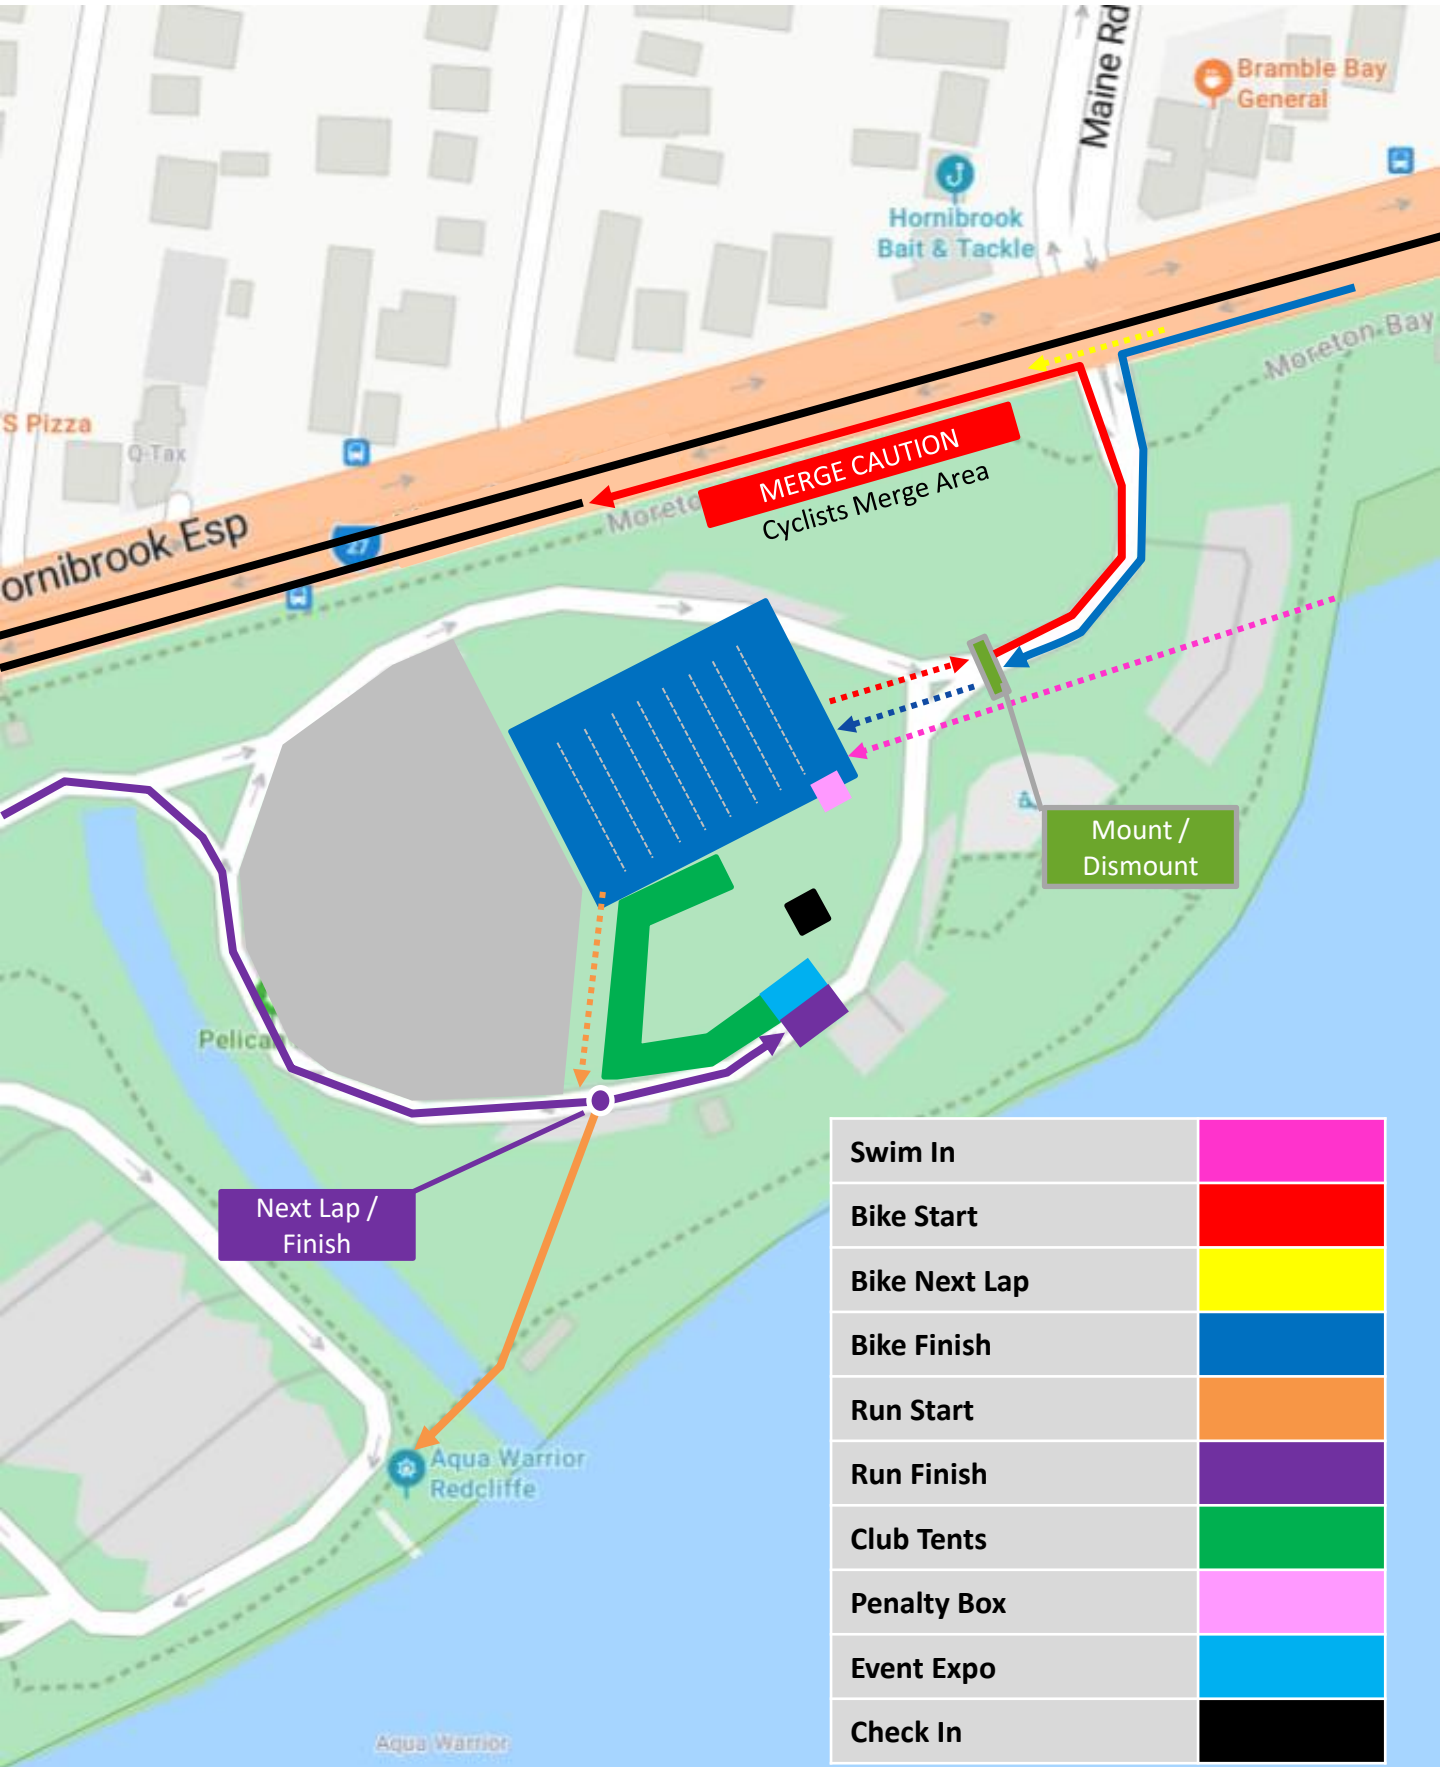 Maine Rd
Bramble Bay
General
Hornibrook
Bait & Tackle
Moreton-Bay
S Pizza
Q-Tax
MERGE CAUTION
Cyclists Merge Area
Moreto
ornibrook Esp
27
Mount /
Dismount
Pelican
Next Lap /
Finish
Aqua Warrior
Redcliffe
Aqua Warrior
Swim In
Bike Start
Bike Next Lap
Bike Finish
Run Start
Run Finish
Club Tents
Penalty Box
Event Expo
Check In